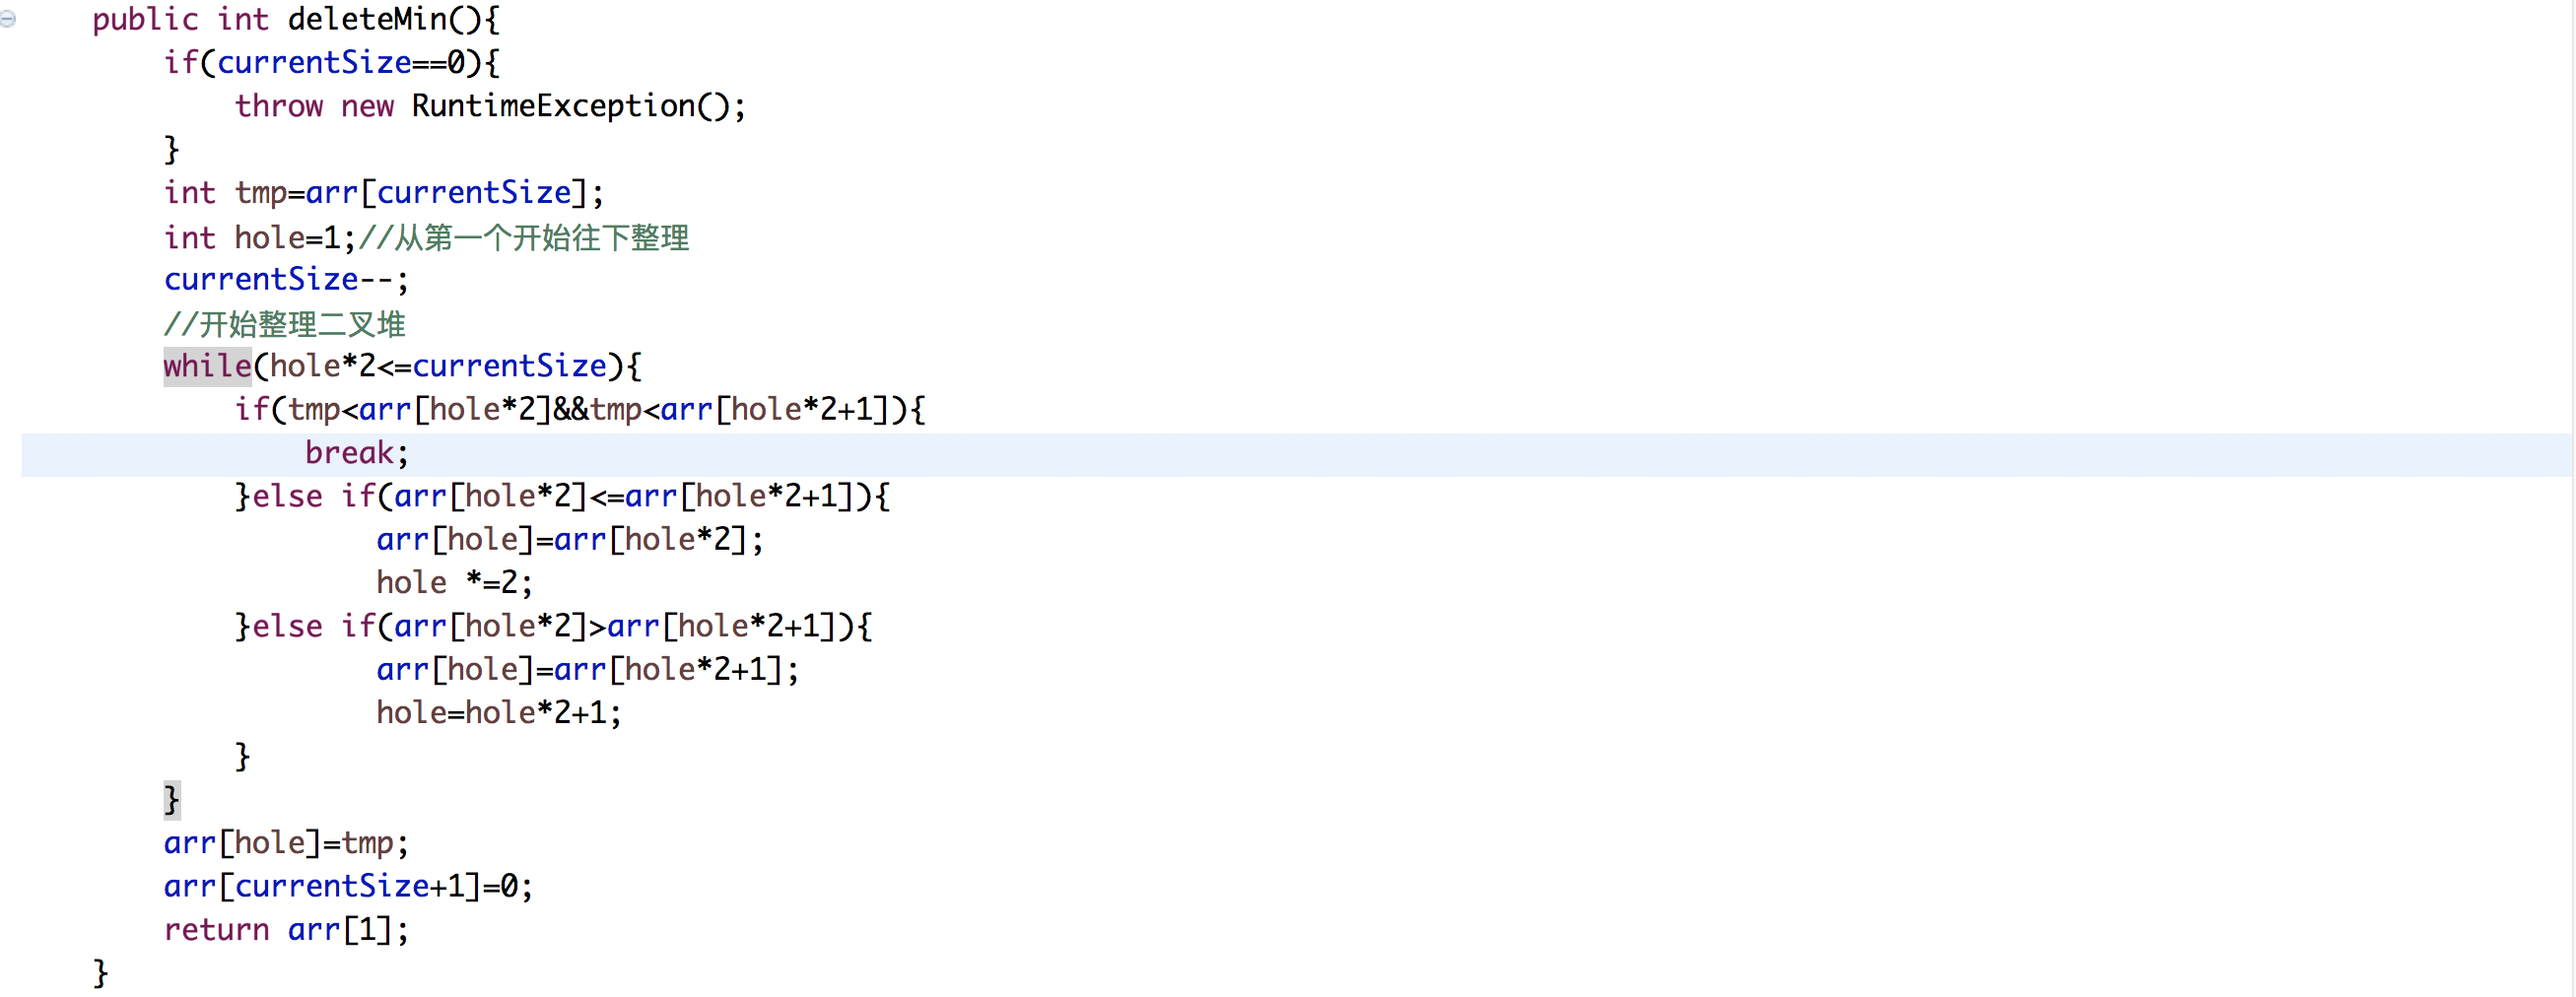 public int deleteMin(){
if(currentSize==0){
throw new RuntimeException();
}
int tmp=arr[currentSize];
int hole=1;//从第一个开始往下整理
currentSize--;
//开始整理二叉堆
while(hole*2<=currentSize){
if(tmp<arr[hole*2]&&tmp<arr[hole*2+1]){
break;
}else if(arr[hole*2]<=arr[hole*2+1]){
arr[hole]=arr[hole*2];
hole *=2;
}else if(arr[hole*2]>arr[hole*2+1]){
arr[hole]=arr[hole*2+1];
hole=hole*2+1;
}
}
arr[hole]=tmp;
arr[currentSize+1]=0;
return arr[1];
}